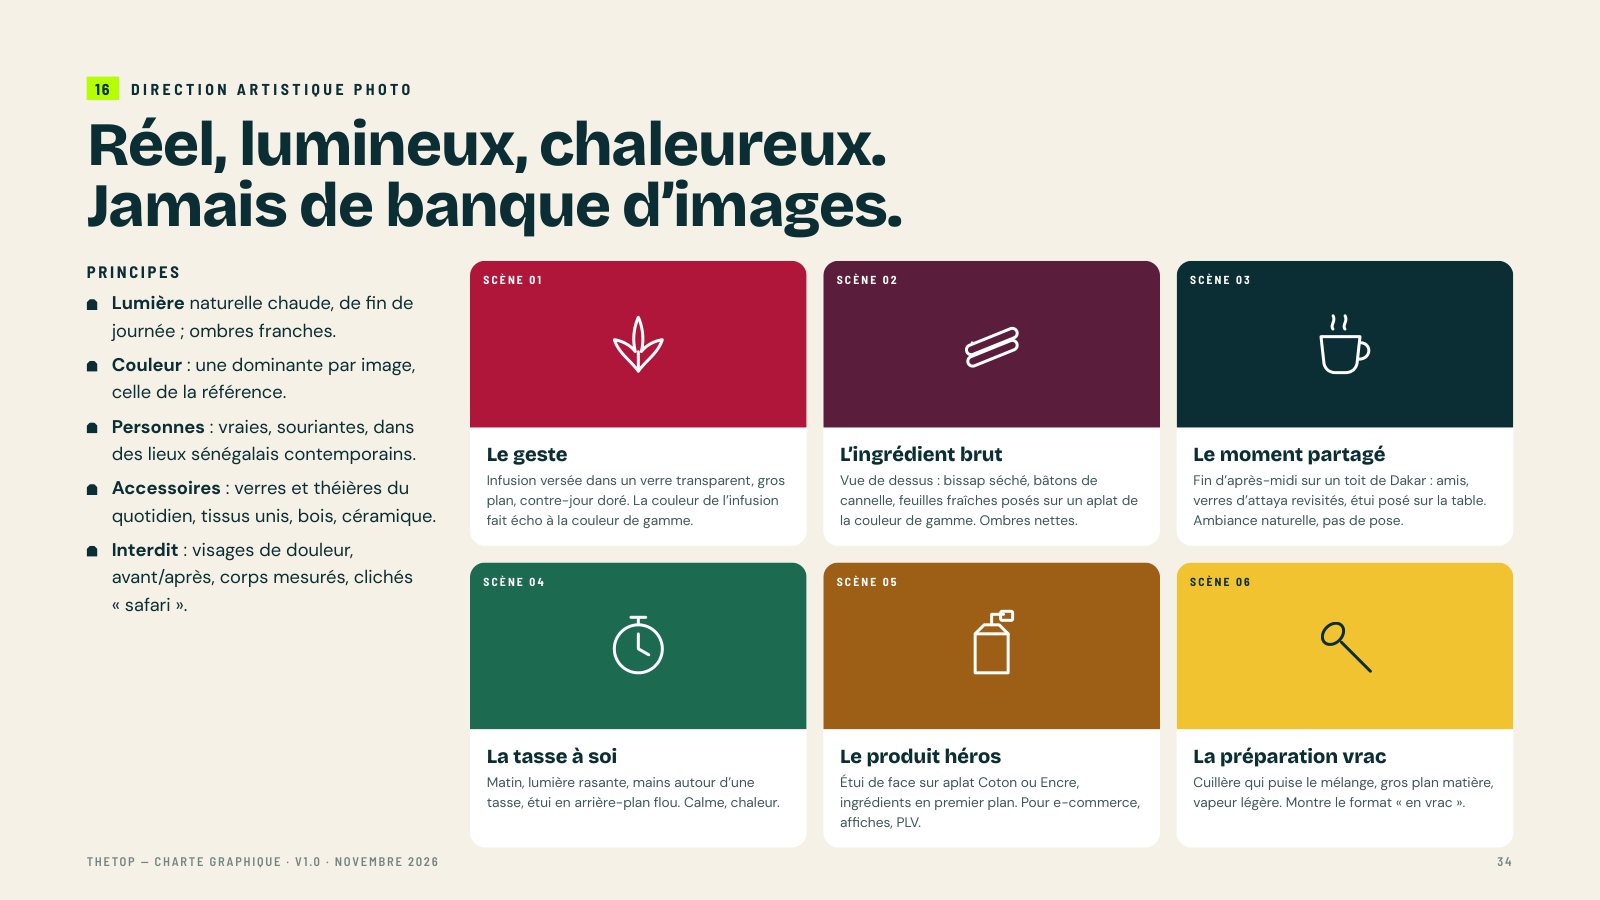 16 DIRECTION ARTISTIQUE PHOTO
Réel, lumineux, chaleureux.
Jamais de banque d’images.
PRINCIPES
Lumière naturelle chaude, de fin de
journée ; ombres franches.
Couleur : une dominante par image,
celle de la référence.
Personnes : vraies, souriantes, dans
des lieux sénégalais contemporains.
Accessoires : verres et théières du
quotidien, tissus unis, bois, céramique.
Interdit : visages de douleur,
avant/après, corps mesurés, clichés
« safari ».
SCÈNE 01
Le geste
Infusion versée dans un verre transparent, gros
plan, contre-jour doré. La couleur de l’infusion
fait écho à la couleur de gamme.
SCÈNE 02
L’ingrédient brut
Vue de dessus : bissap séché, bâtons de
cannelle, feuilles fraîches posés sur un aplat de
la couleur de gamme. Ombres nettes.
SCÈNE 03
Le moment partagé
Fin d’après-midi sur un toit de Dakar : amis,
verres d’attaya revisités, étui posé sur la table.
Ambiance naturelle, pas de pose.
SCÈNE 04
La tasse à soi
Matin, lumière rasante, mains autour d’une
tasse, étui en arrière-plan flou. Calme, chaleur.
SCÈNE 05
Le produit héros
Étui de face sur aplat Coton ou Encre,
ingrédients en premier plan. Pour e-commerce,
affiches, PLV.
SCÈNE 06
La préparation vrac
Cuillère qui puise le mélange, gros plan matière,
vapeur légère. Montre le format « en vrac ».
THETOP — CHARTE GRAPHIQUE · V1.0 · NOVEMBRE 2026
34